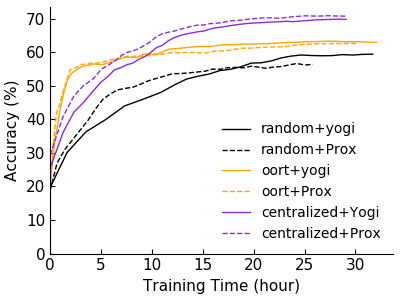 70
60
50
40
30
20
10
0
Accuracy (%)
random+yogi
random+Prox
oort+yogi
oort+Prox
centralized+Yogi
centralized+Prox
0 5 10 15 20 25 30
Training Time (hour)